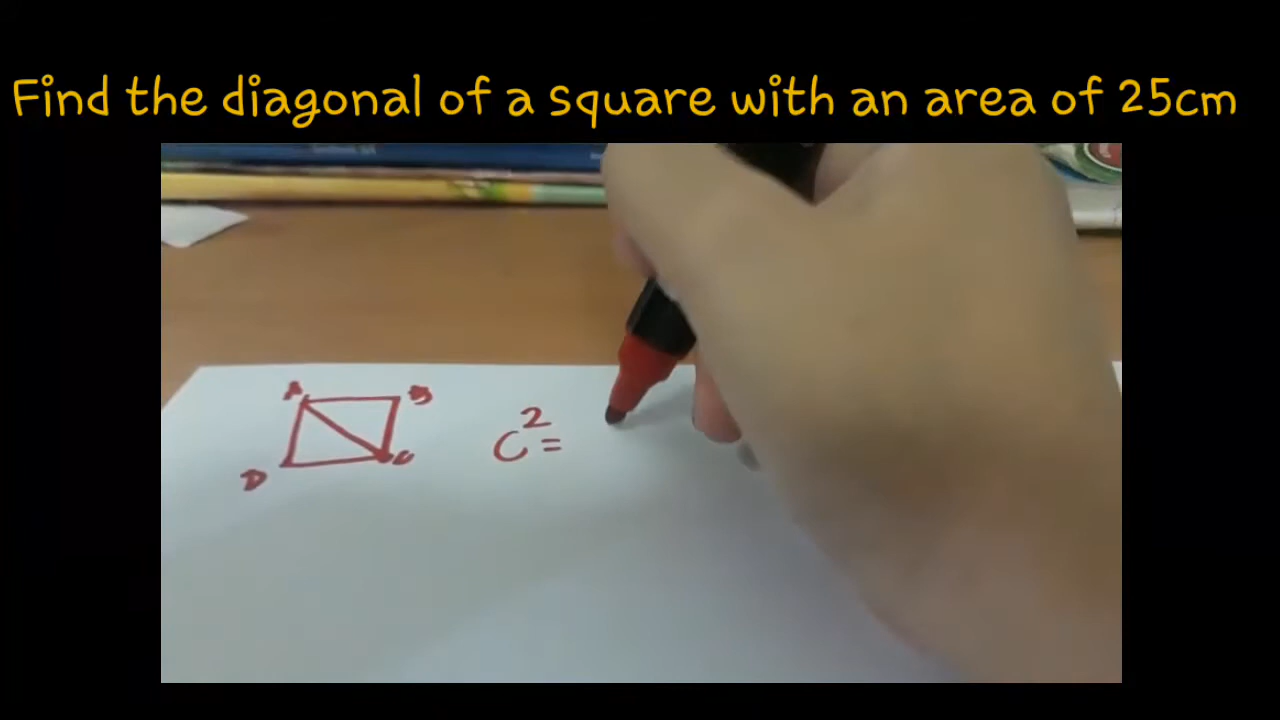 Find the diagonal of a square with an area of 25cm
A B
C²=
D C